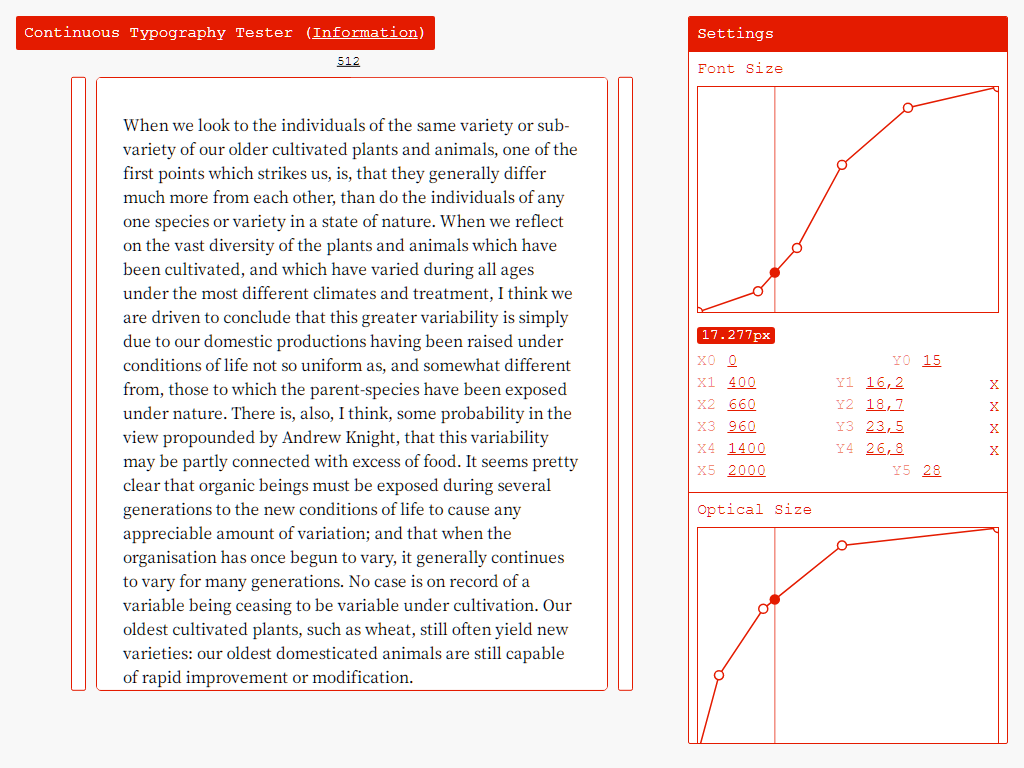 Continuous Typography Tester (Information)
512
When we look to the individuals of the same variety or sub-
variety of our older cultivated plants and animals, one of the
first points which strikes us, is, that they generally differ
much more from each other, than do the individuals of any
one species or variety in a state of nature. When we reflect
on the vast diversity of the plants and animals which have
been cultivated, and which have varied during all ages
under the most different climates and treatment, I think we
are driven to conclude that this greater variability is simply
due to our domestic productions having been raised under
conditions of life not so uniform as, and somewhat different
from, those to which the parent-species have been exposed
under nature. There is, also, I think, some probability in the
view propounded by Andrew Knight, that this variability
may be partly connected with excess of food. It seems pretty
clear that organic beings must be exposed during several
generations to the new conditions of life to cause any
appreciable amount of variation; and that when the
organisation has once begun to vary, it generally continues
to vary for many generations. No case is on record of a
variable being ceasing to be variable under cultivation. Our
oldest cultivated plants, such as wheat, still often yield new
varieties: our oldest domesticated animals are still capable
of rapid improvement or modification.
Settings
Font Size
17.277px
X0 0 Y0 15
X1 400 Y1 16,2 X
X2 660 Y2 18,7 X
X3 960 Y3 23,5 X
X4 1400 Y4 26,8 X
X5 2000 Y5 28
Optical Size